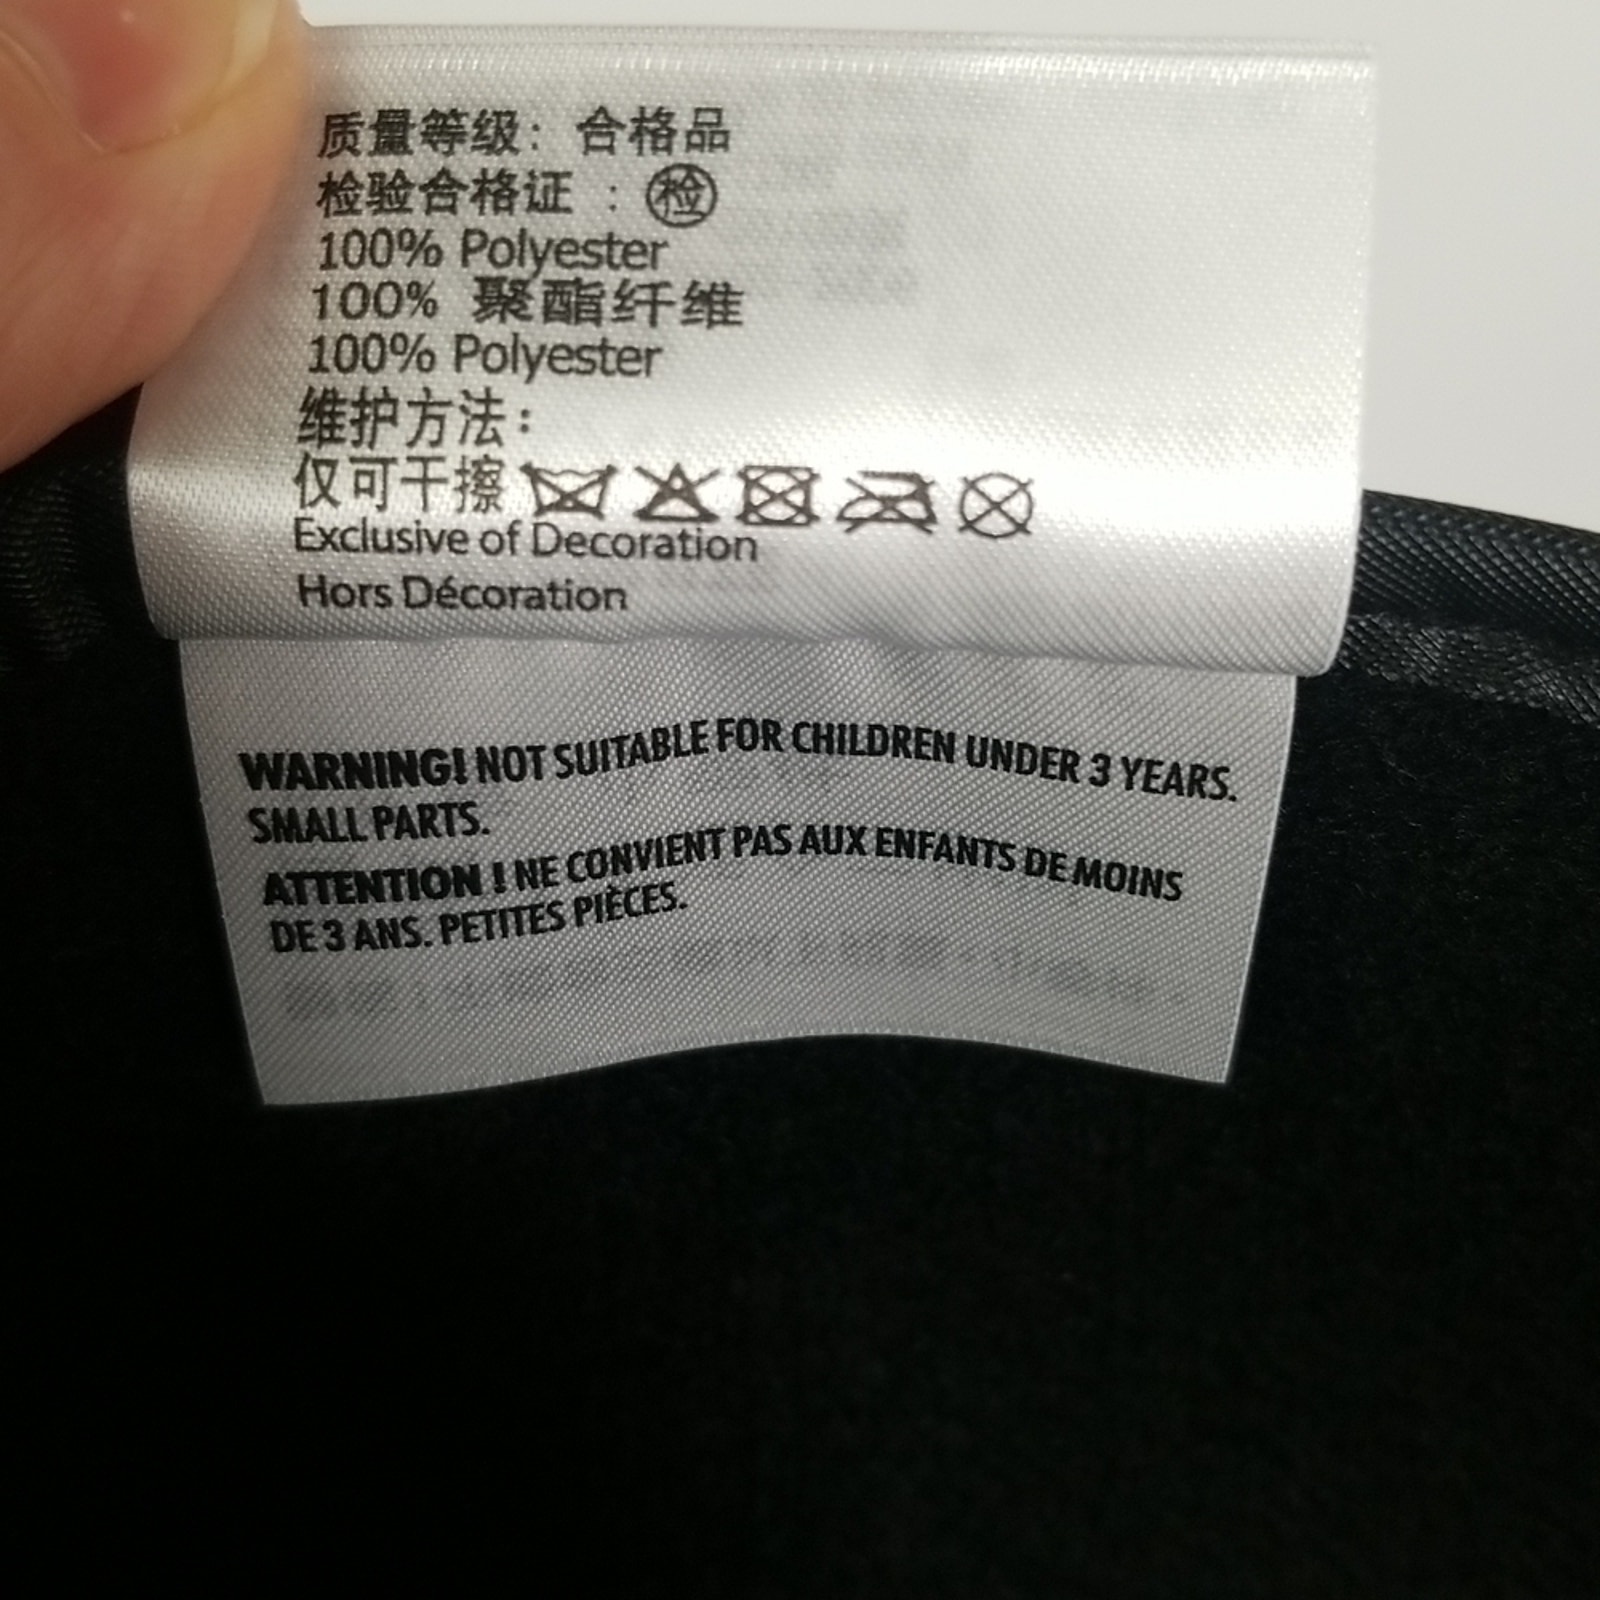 质量等级：合格品
检验合格证 ：检
100% Polyester
100% 聚酯纤维
100% Polyester
维护方法：
仅可干擦
Exclusive of Decoration
Hors Décoration
WARNING! NOT SUITABLE FOR CHILDREN UNDER 3 YEARS.
SMALL PARTS.
ATTENTION ! NE CONVIENT PAS AUX ENFANTS DE MOINS
DE 3 ANS. PETITES PIÈCES.